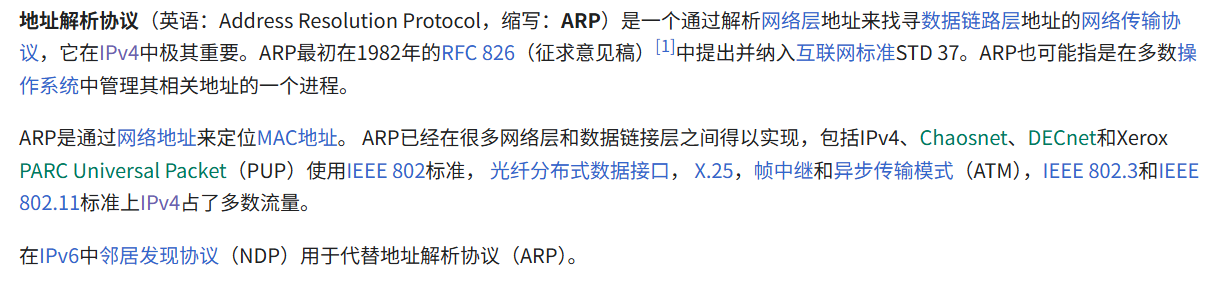 地址解析协议（英语：Address Resolution Protocol，缩写：ARP）是一个通过解析网络层地址来找寻数据链路层地址的网络传输协
议，它在IPv4中极其重要。ARP最初在1982年的RFC 826（征求意见稿）[1]中提出并纳入互联网标准STD 37。ARP也可能指是在多数操
作系统中管理其相关地址的一个进程。
ARP是通过网络地址来定位MAC地址。 ARP已经在很多网络层和数据链接层之间得以实现，包括IPv4、Chaosnet、DECnet和Xerox
PARC Universal Packet（PUP）使用IEEE 802标准， 光纤分布式数据接口， X.25，帧中继和异步传输模式（ATM），IEEE 802.3和IEEE
802.11标准上IPv4占了多数流量。
在IPv6中邻居发现协议（NDP）用于代替地址解析协议（ARP）。